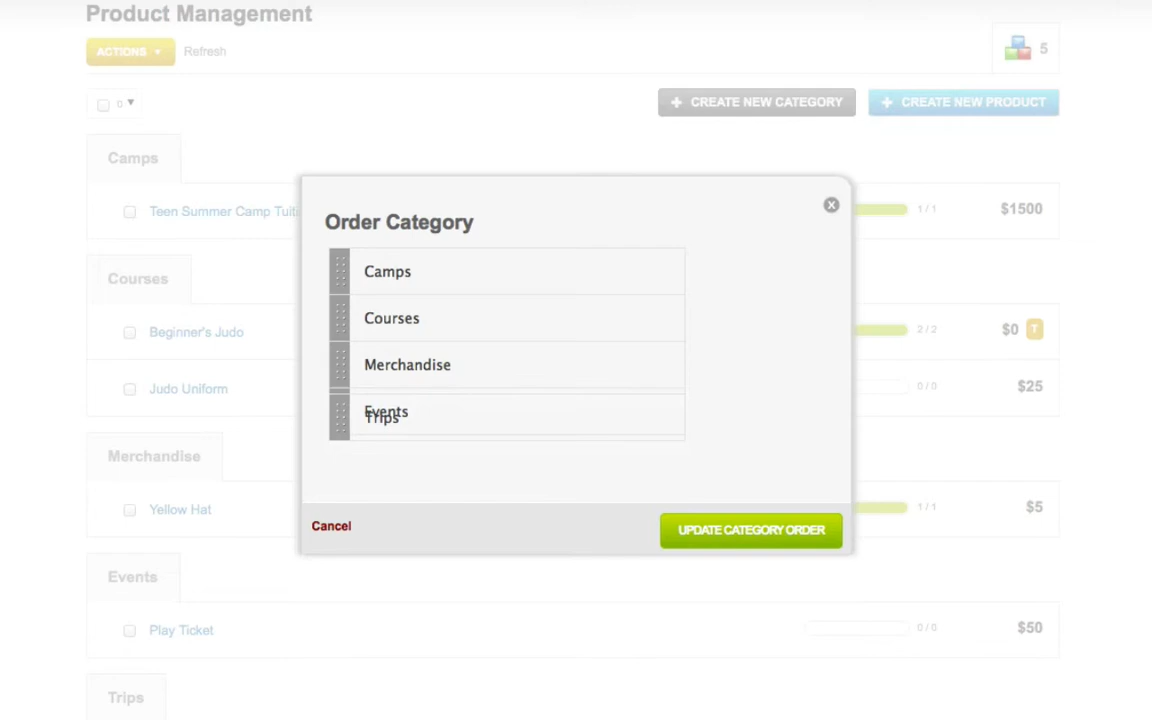 Product Management
ACTIONS ▼ Refresh
5
0 ▼
+ CREATE NEW CATEGORY + CREATE NEW PRODUCT
Camps
Teen Summer Camp Tuiti 1 / 1 $1500
Order Category
Camps
Courses
Merchandise
Events
Trips
Cancel
UPDATE CATEGORY ORDER
Courses
Beginner's Judo 2 / 2 $0 T
Judo Uniform 0 / 0 $25
Merchandise
Yellow Hat 1 / 1 $5
Events
Play Ticket 0 / 0 $50
Trips